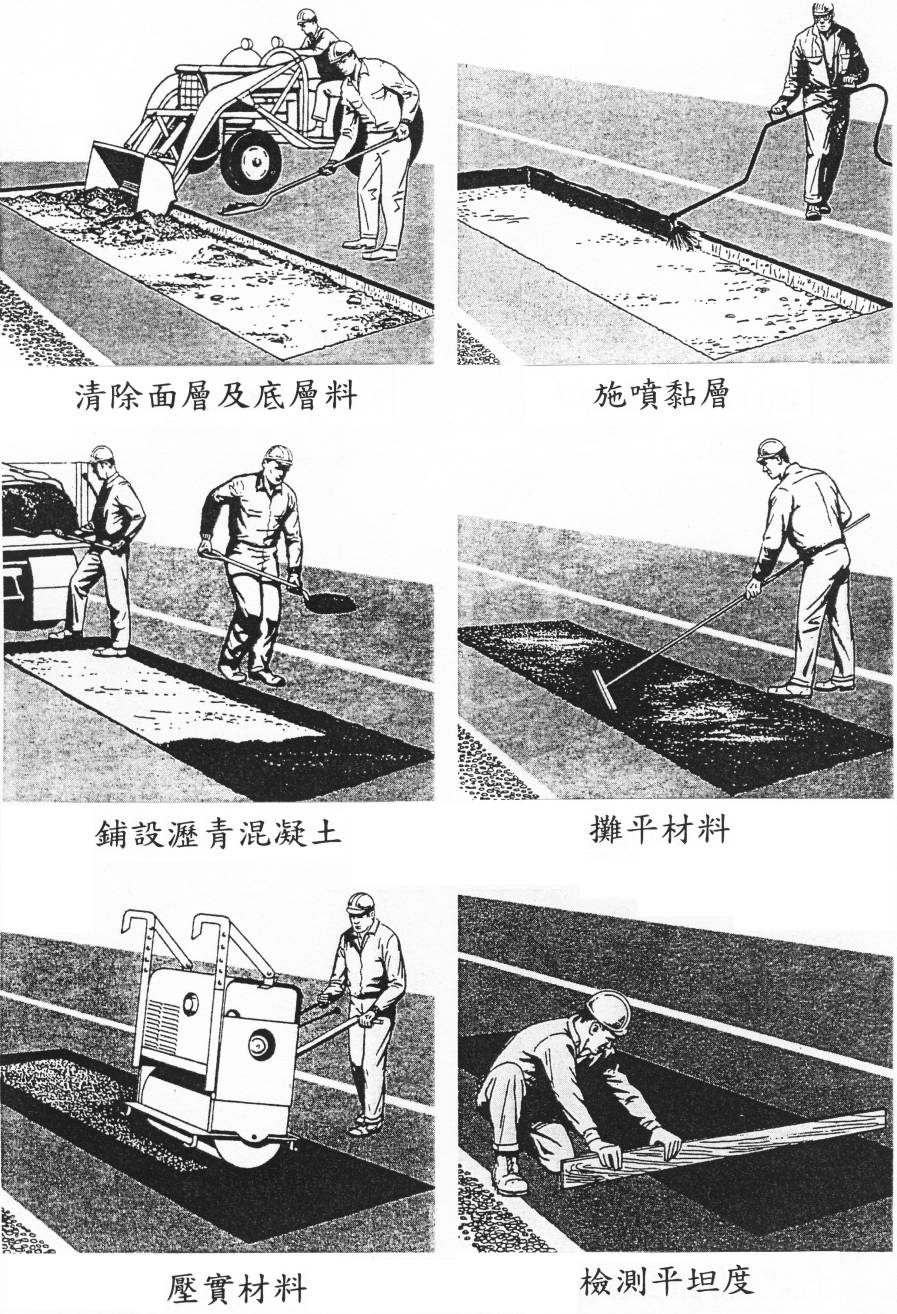 清除面層及底層料
施噴黏層
鋪設瀝青混凝土
攤平材料
壓實材料
檢測平坦度